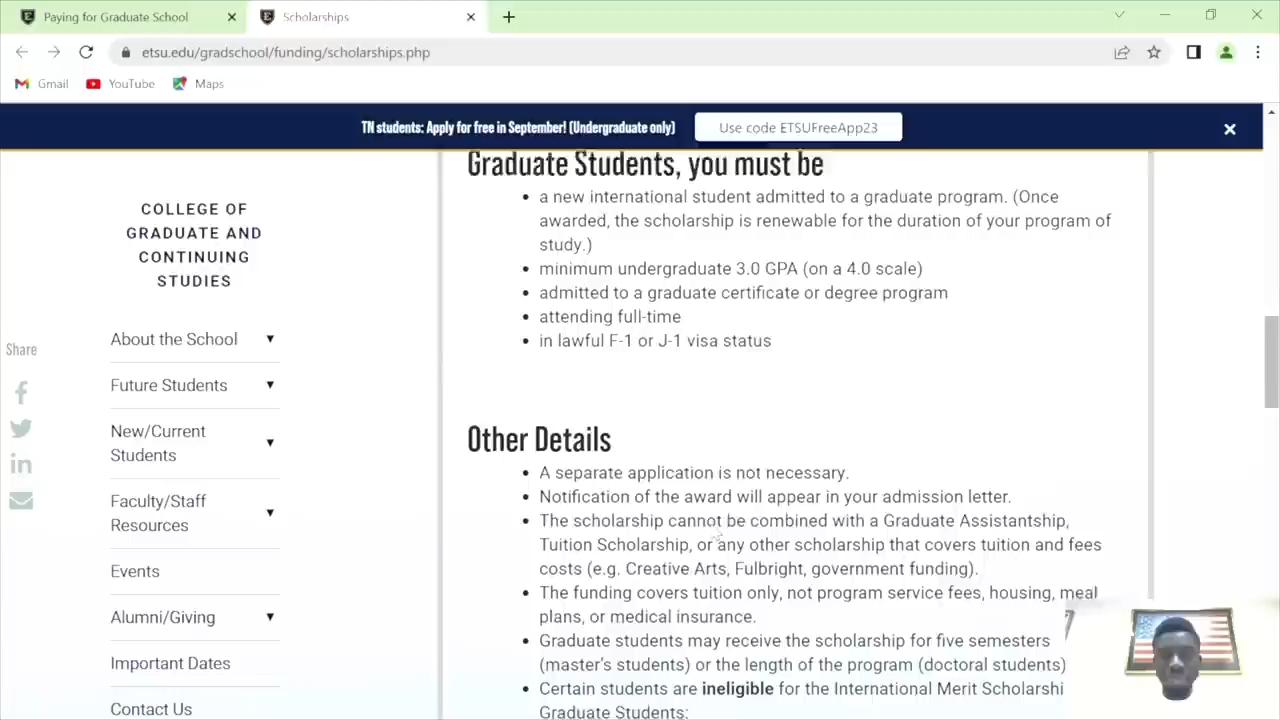 Paying for Graduate School
Scholarships
etsu.edu/gradschool/funding/scholarships.php
Gmail
YouTube
Maps
TN students: Apply for free in September! (Undergraduate only)
Use code ETSUFreeApp23
COLLEGE OF
GRADUATE AND
CONTINUING
STUDIES
Share
About the School
Future Students
New/Current
Students
Faculty/Staff
Resources
Events
Alumni/Giving
Important Dates
Contact Us
Graduate Students, you must be
• a new international student admitted to a graduate program. (Once
awarded, the scholarship is renewable for the duration of your program of
study.)
• minimum undergraduate 3.0 GPA (on a 4.0 scale)
• admitted to a graduate certificate or degree program
• attending full-time
• in lawful F-1 or J-1 visa status
Other Details
• A separate application is not necessary.
• Notification of the award will appear in your admission letter.
• The scholarship cannot be combined with a Graduate Assistantship,
Tuition Scholarship, or any other scholarship that covers tuition and fees
costs (e.g. Creative Arts, Fulbright, government funding).
• The funding covers tuition only, not program service fees, housing, meal
plans, or medical insurance.
• Graduate students may receive the scholarship for five semesters
(master's students) or the length of the program (doctoral students)
• Certain students are ineligible for the International Merit Scholarshi
Graduate Students: